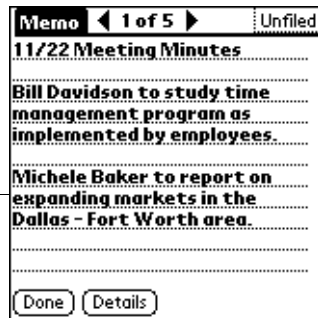 Memo 1 of 5 Unfiled
11/22 Meeting Minutes
Bill Davidson to study time
management program as
implemented by employees.
Michele Baker to report on
expanding markets in the
Dallas - Fort Worth area.
Done Details